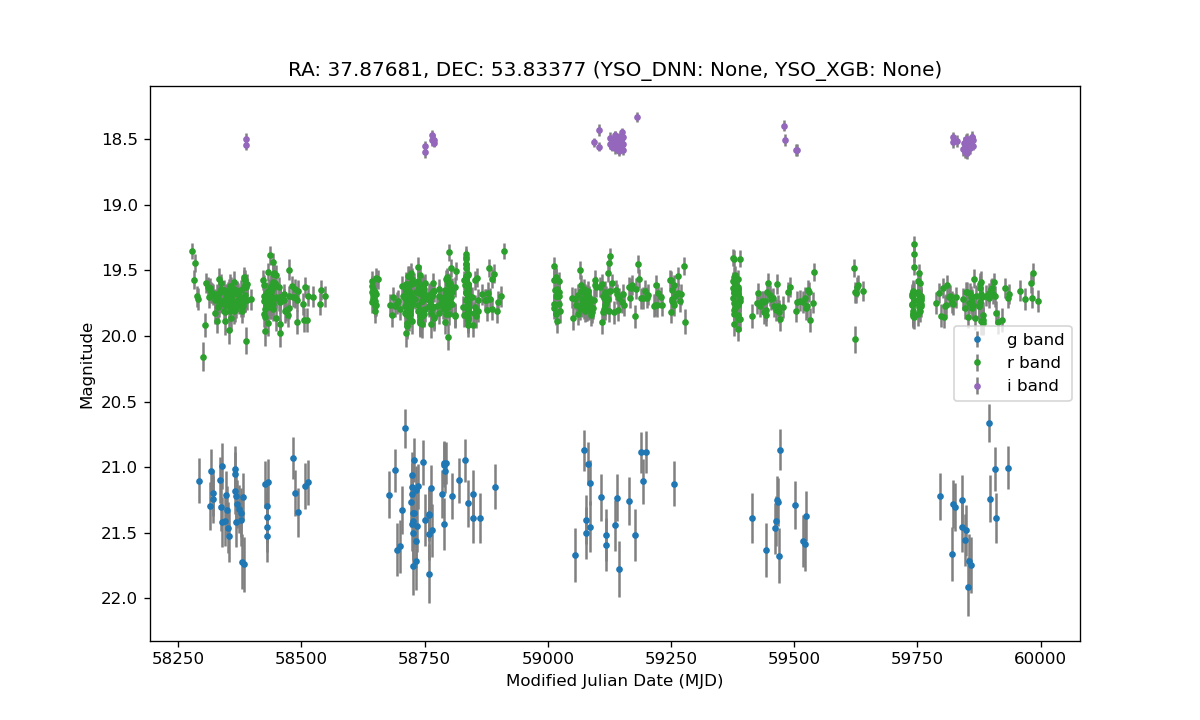 RA: 37.87681, DEC: 53.83377 (YSO_DNN: None, YSO_XGB: None)
Magnitude
18.5
19.0
19.5
20.0
20.5
21.0
21.5
22.0
g band
r band
i band
58250 58500 58750 59000 59250 59500 59750 60000
Modified Julian Date (MJD)